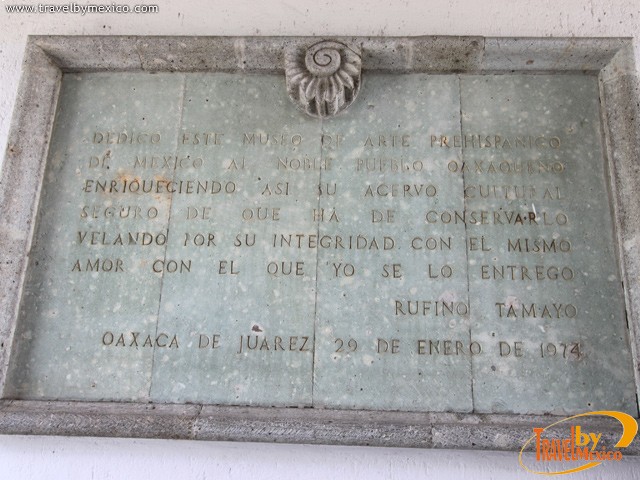 www.travelbymexico.com
DEDICO ESTE MUSEO DE ARTE PREHISPANICO
DE MEXICO AL NOBLE PUEBLO OAXAQUEÑO
ENRIQUECIENDO ASI SU ACERVO CULTURAL
SEGURO DE QUE HA DE CONSERVARLO
VELANDO POR SU INTEGRIDAD CON EL MISMO
AMOR CON EL QUE YO SE LO ENTREGO
RUFINO TAMAYO
OAXACA DE JUAREZ 29 DE ENERO DE 1974
Travel by
TRAVELMEXICO